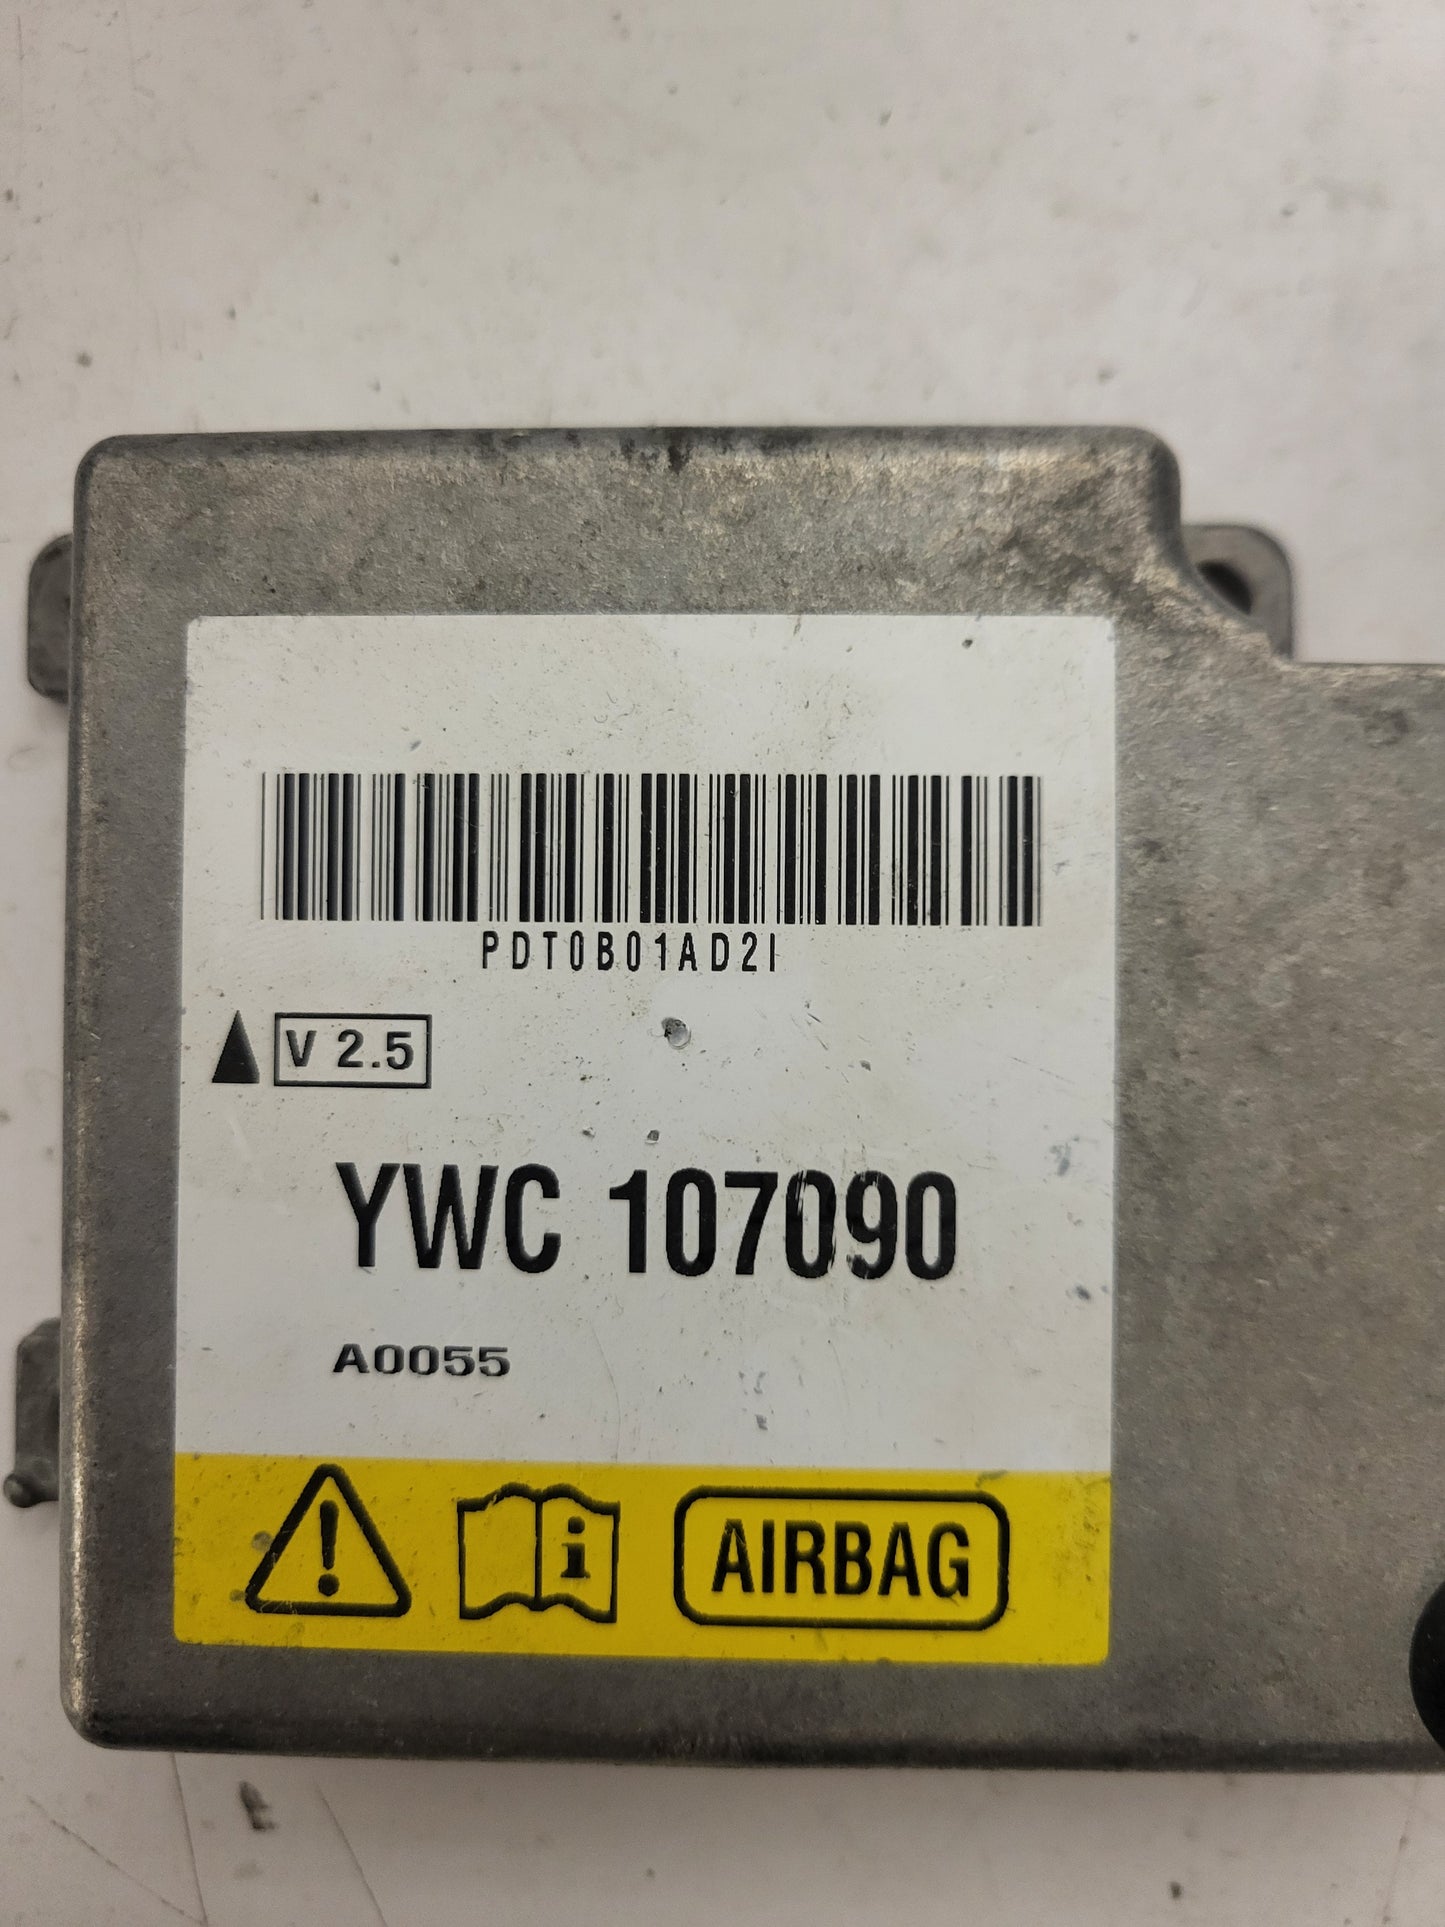 PDT0B01AD2I
V 2.5
YWC 107090
A0055
! i AIRBAG